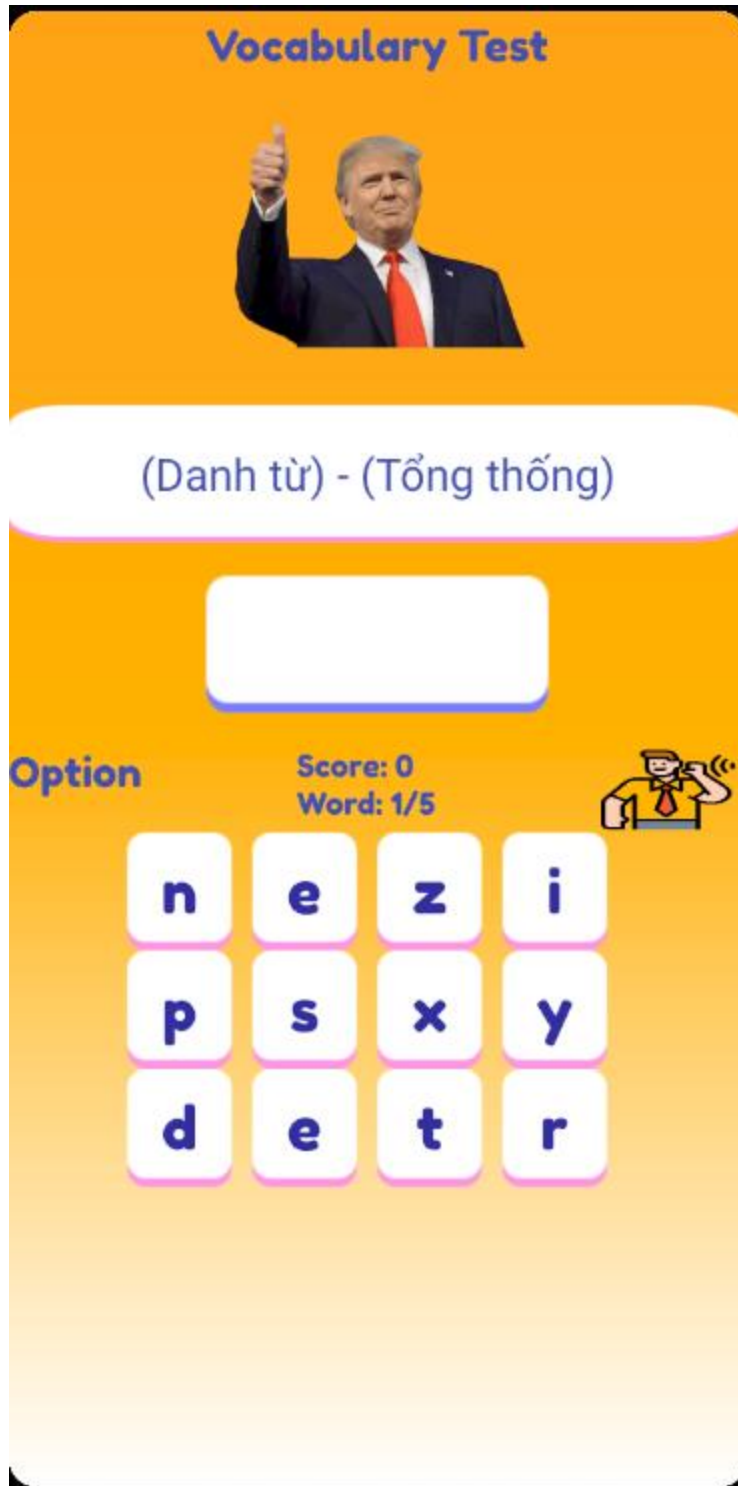 Vocabulary Test
(Danh từ) - (Tổng thống)
Option
Score: 0
Word: 1/5
n e z i
p s x y
d e t r